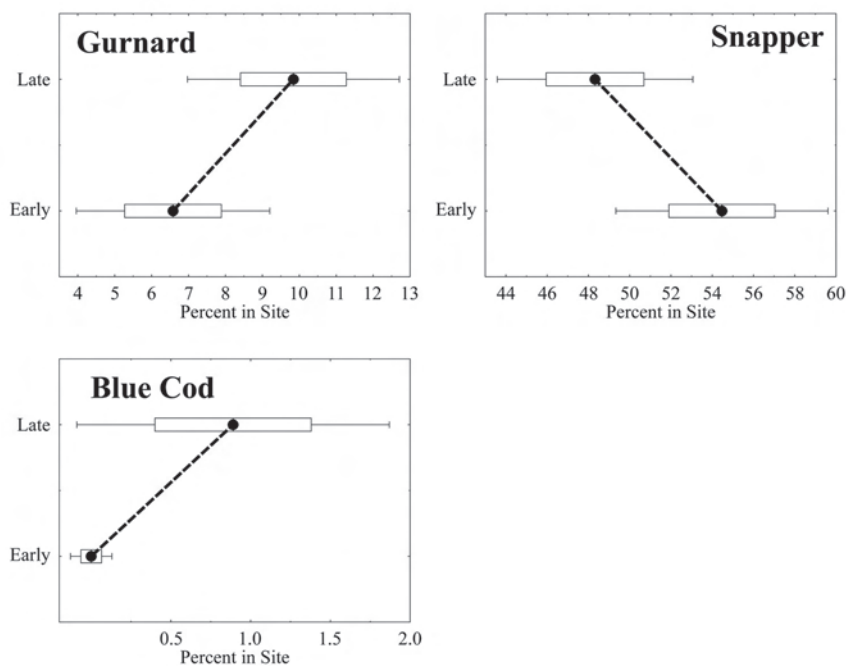 Gurnard
Late
Early
4 5 6 7 8 9 10 11 12 13
Percent in Site
Snapper
44 46 48 50 52 54 56 58 60
Percent in Site
Blue Cod
Late
Early
0.5 1.0 1.5 2.0
Percent in Site